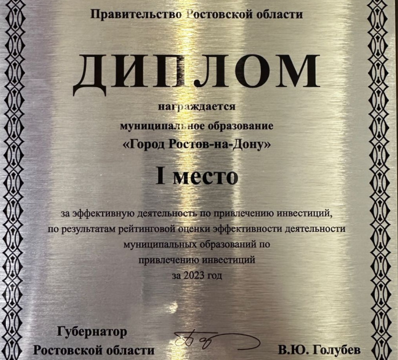 Правительство Ростовской области
ДИПЛОМ
награждается
муниципальное образование
«Город Ростов-на-Дону»
I место
за эффективную деятельность по привлечению инвестиций,
по результатам рейтинговой оценки эффективности деятельности
муниципальных образований по
привлечению инвестиций
за 2023 год
Губернатор
Ростовской области
В.Ю. Голубев